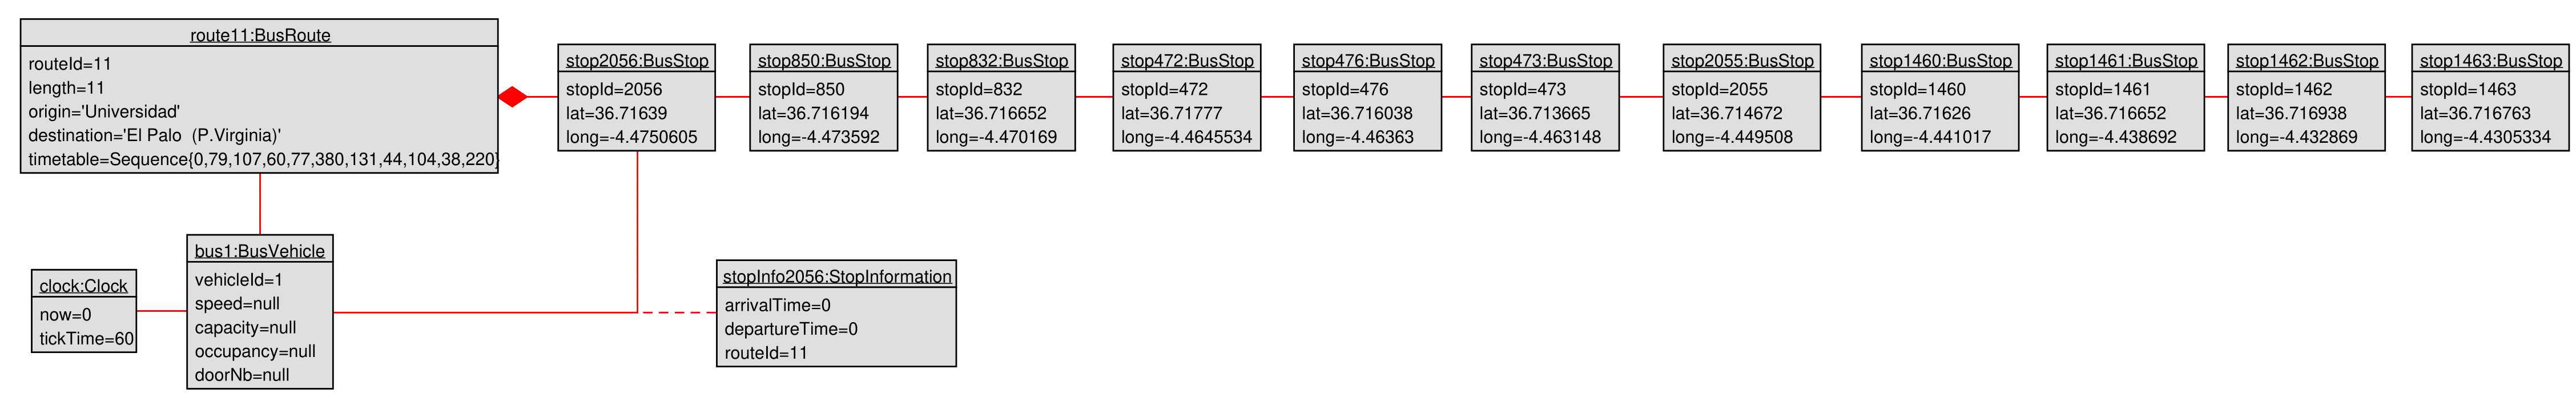 route11:BusRoute
routeId=11
length=11
origin='Universidad'
destination='El Palo  (P.Virginia)'
timetable=Sequence{0,79,107,60,77,380,131,44,104,38,220}
stop2056:BusStop
stopId=2056
lat=36.71639
long=-4.4750605
stop850:BusStop
stopId=850
lat=36.716194
long=-4.473592
stop832:BusStop
stopId=832
lat=36.716652
long=-4.470169
stop472:BusStop
stopId=472
lat=36.71777
long=-4.4645534
stop476:BusStop
stopId=476
lat=36.716038
long=-4.46363
stop473:BusStop
stopId=473
lat=36.713665
long=-4.463148
stop2055:BusStop
stopId=2055
lat=36.714672
long=-4.449508
stop1460:BusStop
stopId=1460
lat=36.71626
long=-4.441017
stop1461:BusStop
stopId=1461
lat=36.716652
long=-4.438692
stop1462:BusStop
stopId=1462
lat=36.716938
long=-4.432869
stop1463:BusStop
stopId=1463
lat=36.716763
long=-4.4305334
clock:Clock
now=0
tickTime=60
bus1:BusVehicle
vehicleId=1
speed=null
capacity=null
occupancy=null
doorNb=null
stopInfo2056:StopInformation
arrivalTime=0
departureTime=0
routeId=11